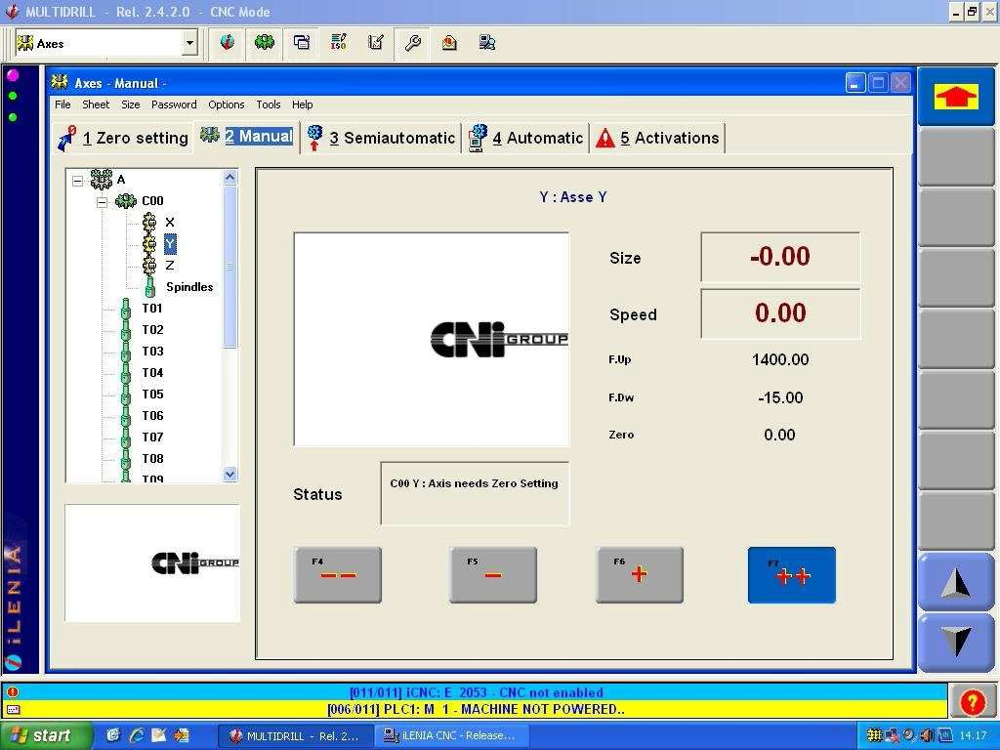 MULTIDRILL - Rel. 2.4.2.0 - CNC Mode
Axes
ISO
Axes - Manual -
File Sheet Size Password Options Tools Help
1 Zero setting 2 Manual 3 Semiautomatic 4 Automatic 5 Activations
A
C00
X
Y
Z
Spindles
T01
T02
T03
T04
T05
T06
T07
T08
T09
CNi GROUP
Y : Asse Y
CNi GROUP
Size -0.00
Speed 0.00
F.Up 1400.00
F.Dw -15.00
Zero 0.00
Status C00 Y : Axis needs Zero Setting
F4 --
F5 -
F6 +
F7 ++
iLENIA
[011/011] iCNC: E 2053 - CNC not enabled
[006/011] PLC1: M 1 - MACHINE NOT POWERED..
?
start MULTIDRILL - Rel. 2... iLENIA CNC - Release... 14.17